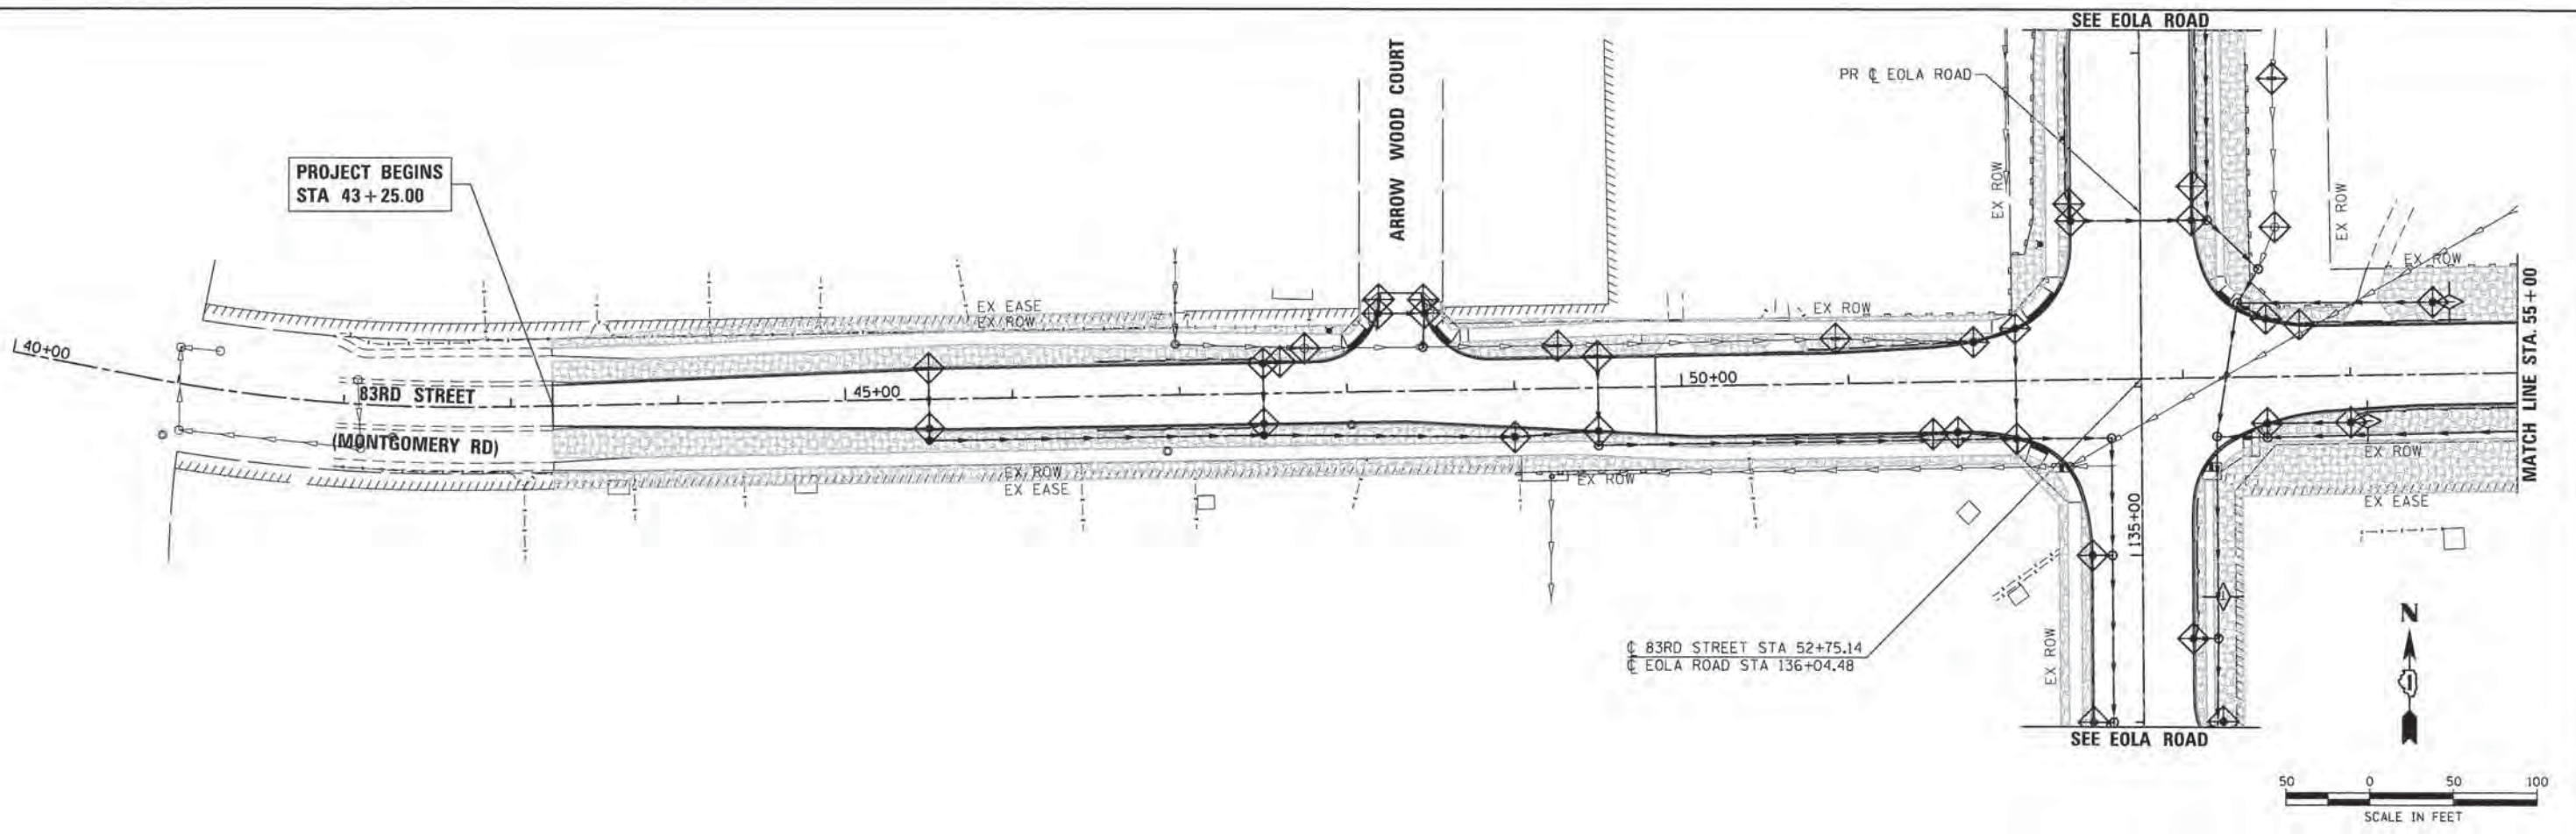 SEE EOLA ROAD
PR ℄ EOLA ROAD
PROJECT BEGINS
STA 43+25.00
ARROW WOOD COURT
EX ROW
EX ROW
EX ROW
EX EASE
EX ROW
EX ROW
40+00
83RD STREET
(MONTGOMERY RD)
45+00
50+00
MATCH LINE STA. 55+00
EX ROW
EX EASE
EX ROW
EX ROW
EX EASE
135+00
℄ 83RD STREET STA 52+75.14
℄ EOLA ROAD STA 136+04.48
EX ROW
N
SEE EOLA ROAD
50 0 50 100
SCALE IN FEET